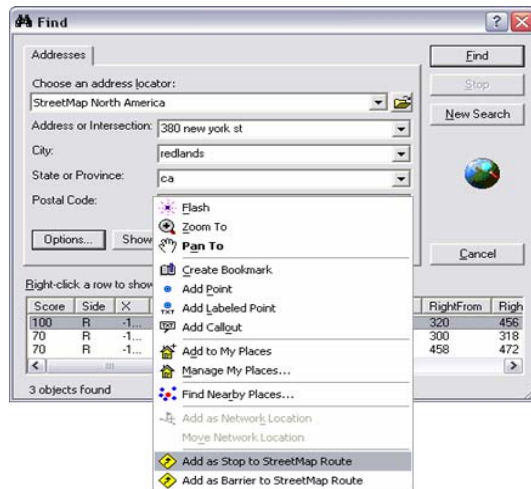 Find
Addresses
Choose an address locator:
StreetMap North America
Address or Intersection: 380 new york st
City: redlands
State or Province: ca
Postal Code:
Options... Show
Find
Stop
New Search
Cancel
Right-click a row to show
Score Side X RightFrom Righ
100 R -1... 320 456
70 R -1... 300 318
70 R -1... 458 472
3 objects found
Flash
Zoom To
Pan To
Create Bookmark
Add Point
Add Labeled Point
Add Callout
Add to My Places
Manage My Places...
Find Nearby Places...
Add as Network Location
Move Network Location
Add as Stop to StreetMap Route
Add as Barrier to StreetMap Route